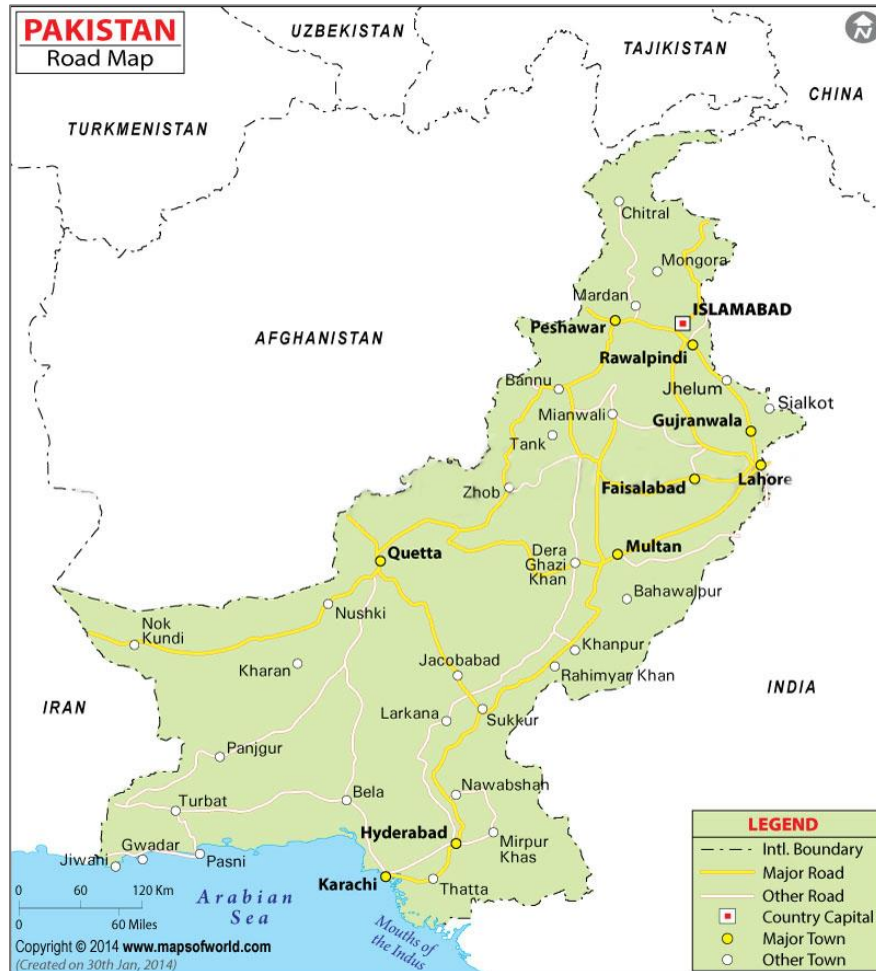 PAKISTAN
Road Map
UZBEKISTAN
TAJIKISTAN
N
CHINA
TURKMENISTAN
Chitral
Mongora
Mardan
ISLAMABAD
Peshawar
AFGHANISTAN
Rawalpindi
Bannu
Jhelum
Sialkot
Mianwali
Gujranwala
Tank
Lahore
Faisalabad
Zhob
Quetta
Multan
Dera
Ghazi
Khan
Bahawalpur
Nushki
Nok
Kundi
Khanpur
Kharan
Jacobabad
Rahimyar Khan
INDIA
IRAN
Larkana
Sukkur
Panjgur
Nawabshah
Turbat
Bela
Hyderabad
Mirpur
Khas
Gwadar
Jiwani
Pasni
Karachi
Thatta
0 60 120 Km
0 60 Miles
Arabian
Sea
Mouths of
the Indus
Copyright © 2014 www.mapsofworld.com
(Created on 30th Jan, 2014)
LEGEND
Intl. Boundary
Major Road
Other Road
Country Capital
Major Town
Other Town